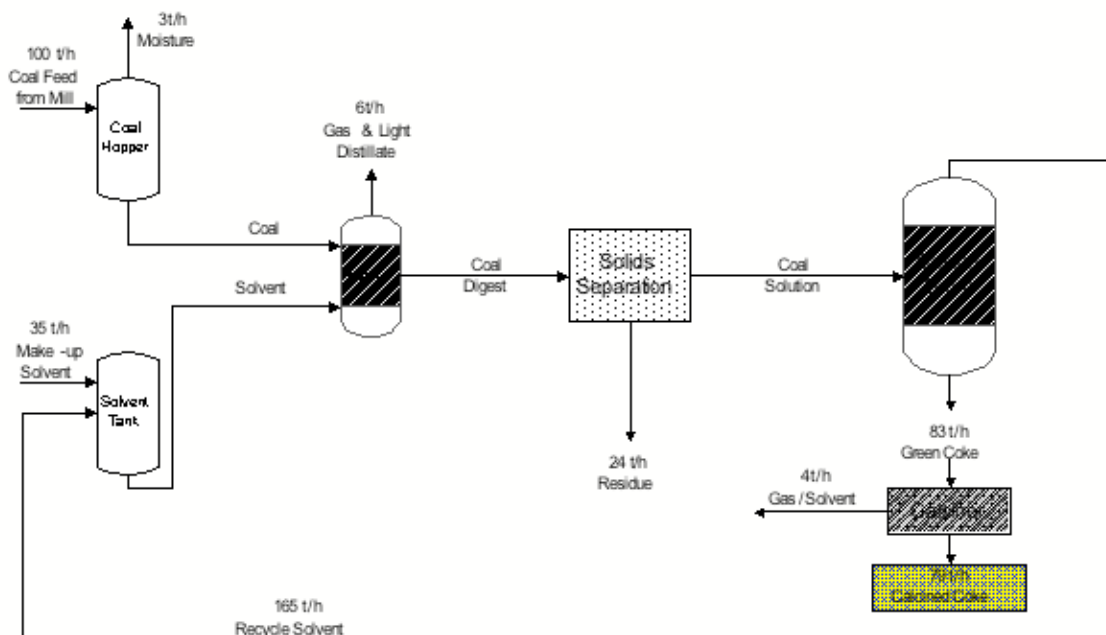 3t/h
Moisture
100 t/h
Coal Feed
from Mill
Coal
Hopper
6t/h
Gas & Light
Distillate
Coal
Solvent
Coal
Digest
Solids
Separation
Coal
Solution
35 t/h
Make -up
Solvent
Solvent
Tank
24 t/h
Residue
83 t/h
Green Coke
4t/h
Gas / Solvent
Calcined Coke
165 t/h
Recycle Solvent